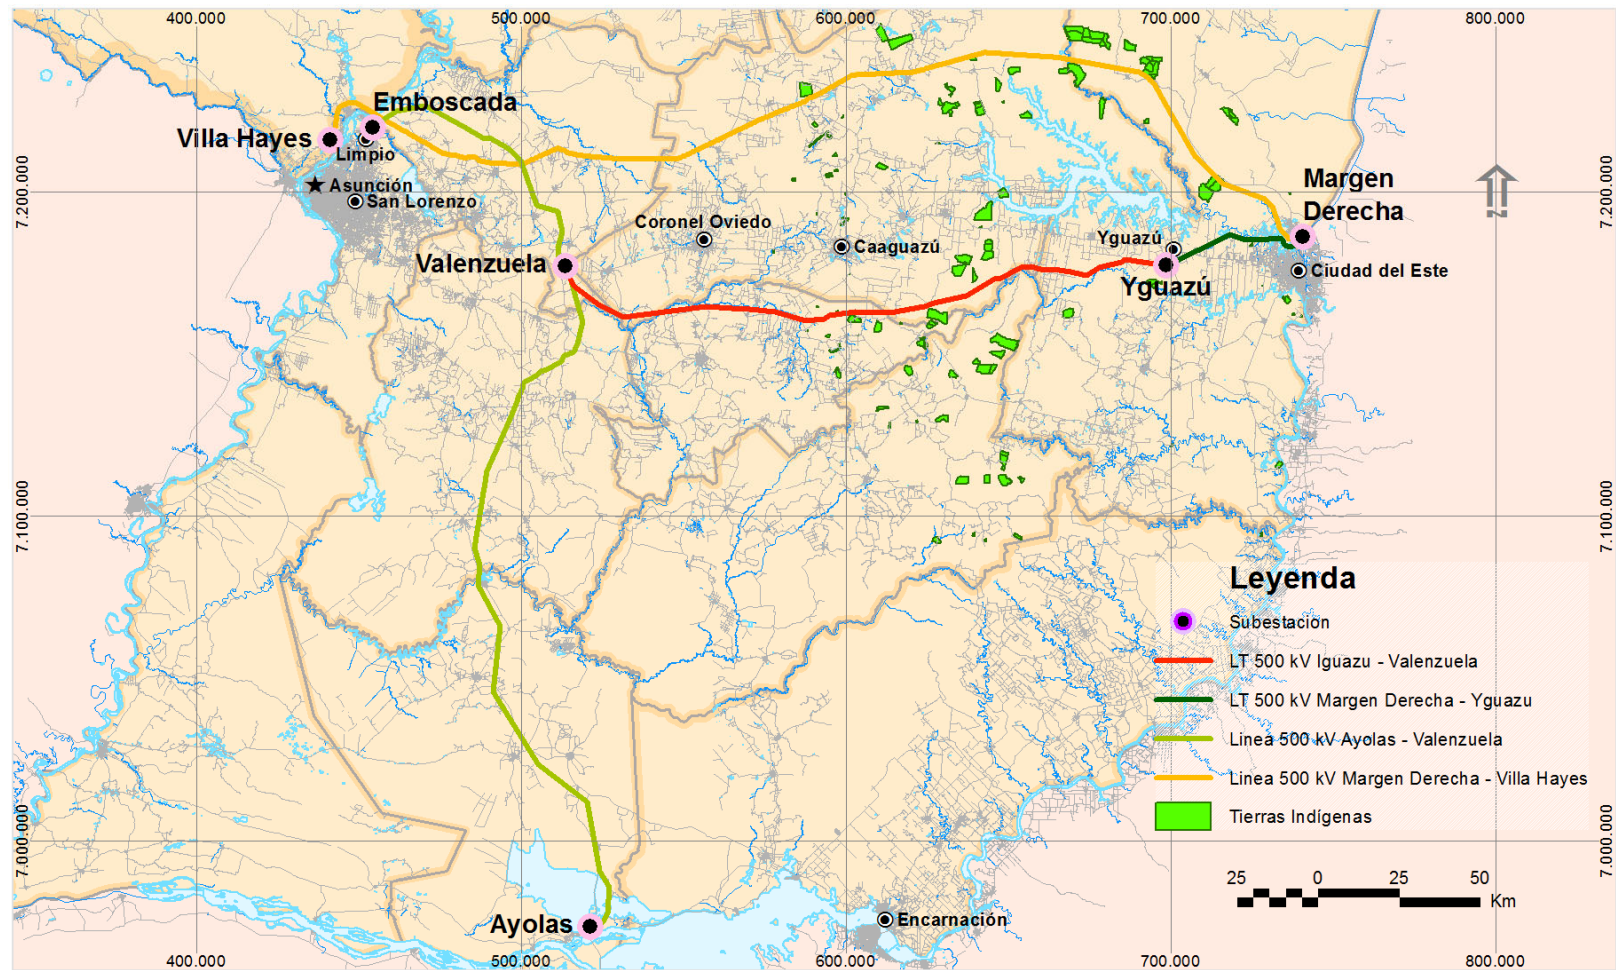 400.000
500.000
600.000
700.000
800.000
Emboscada
Villa Hayes
Limpio
Asunción
San Lorenzo
7.200.000
7.200.000
Margen
Derecha
Coronel Oviedo
Caaguazú
Yguazú
Valenzuela
Yguazú
Ciudad del Este
N
7.100.000
7.100.000
Leyenda
Subestacion
LT 500 kV Iguazu - Valenzuela
LT 500 kV Margen Derecha - Yguazu
Linea 500 kV Ayolas - Valenzuela
Linea 500 kV Margen Derecha - Villa Hayes
Tierras Indígenas
7.000.000
7.000.000
25 0 25 50
Km
Ayolas
Encarnación
400.000
500.000
600.000
700.000
800.000